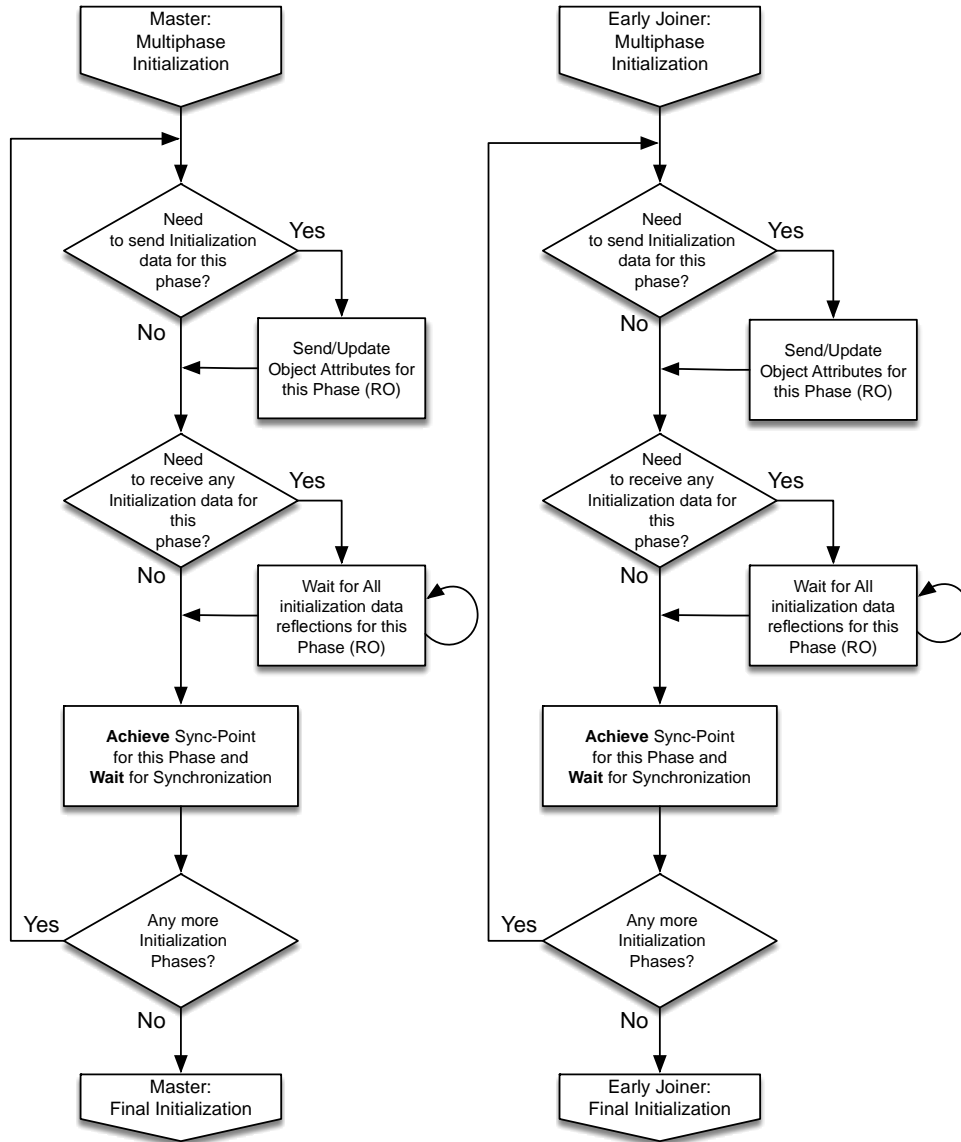 Master:
Multiphase
Initialization
Need
to send Initialization
data for this
phase?
Yes
No
Send/Update
Object Attributes for
this Phase (RO)
Need
to receive any
Initialization data for
this
phase?
Yes
No
Wait for All
initialization data
reflections for this
Phase (RO)
Achieve Sync-Point
for this Phase and
Wait for Synchronization
Any more
Initialization
Phases?
Yes
No
Master:
Final Initialization
Early Joiner:
Multiphase
Initialization
Need
to send Initialization
data for this
phase?
Yes
No
Send/Update
Object Attributes for
this Phase (RO)
Need
to receive any
Initialization data for
this
phase?
Yes
No
Wait for All
initialization data
reflections for this
Phase (RO)
Achieve Sync-Point
for this Phase and
Wait for Synchronization
Any more
Initialization
Phases?
Yes
No
Early Joiner:
Final Initialization